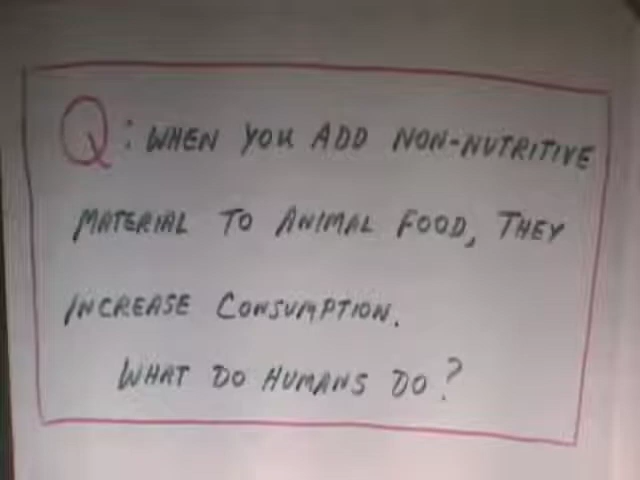 Q: WHEN YOU ADD NON-NUTRITIVE
MATERIAL TO ANIMAL FOOD, THEY
INCREASE CONSUMPTION.
WHAT DO HUMANS DO?